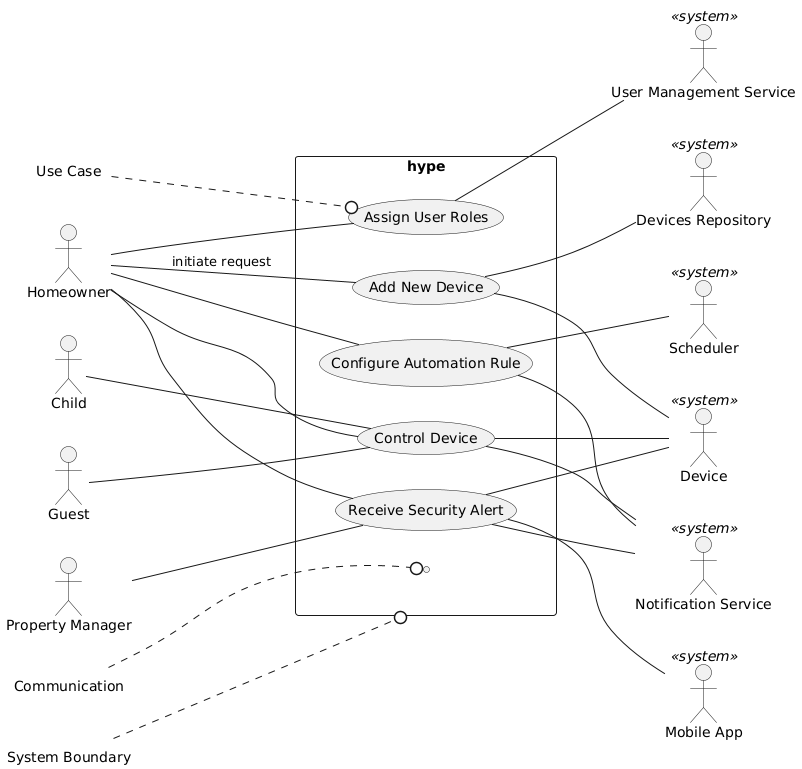 «system»
User Management Service
«system»
Devices Repository
hype
Use Case
Assign User Roles
initiate request
Homeowner
Add New Device
«system»
Scheduler
Configure Automation Rule
Child
«system»
Device
Control Device
Guest
Receive Security Alert
«system»
Notification Service
Property Manager
Communication
«system»
Mobile App
System Boundary